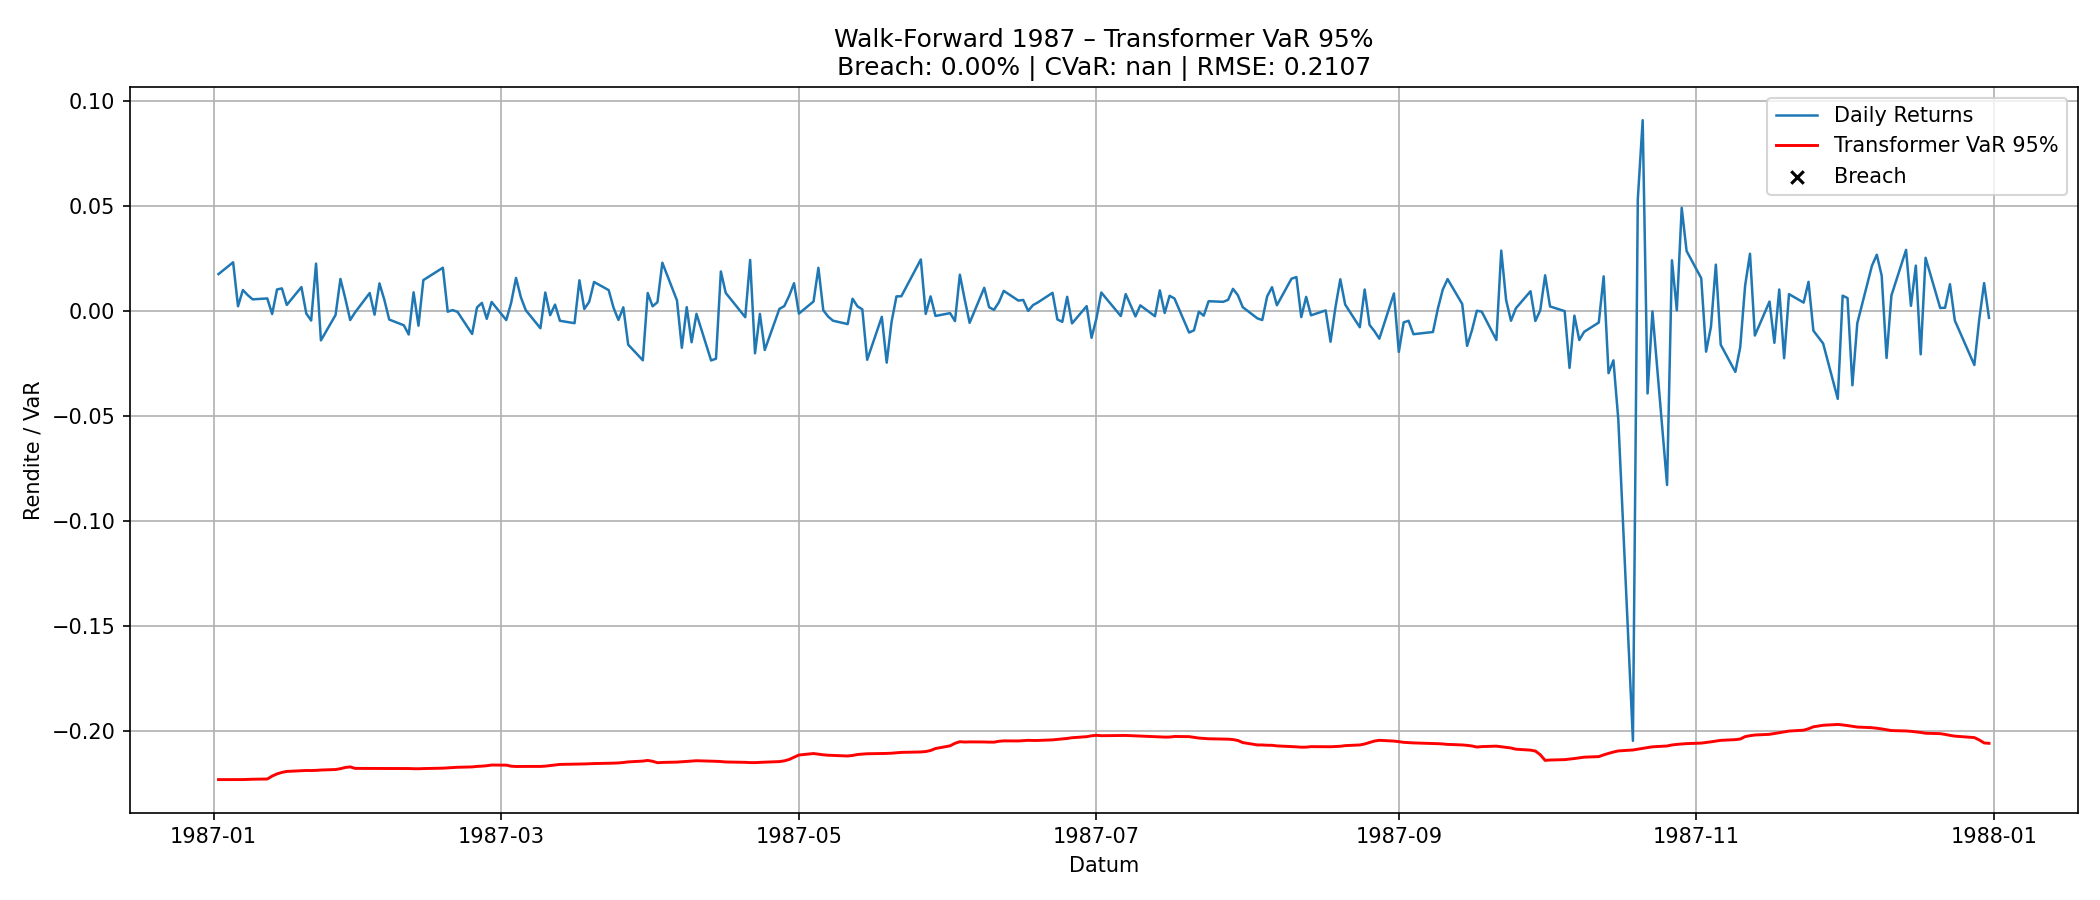 Walk-Forward 1987 – Transformer VaR 95%
Breach: 0.00% | CVaR: nan | RMSE: 0.2107
Rendite / VaR
0.10
0.05
0.00
−0.05
−0.10
−0.15
−0.20
Daily Returns
Transformer VaR 95%
Breach
1987-01
1987-03
1987-05
1987-07
1987-09
1987-11
1988-01
Datum